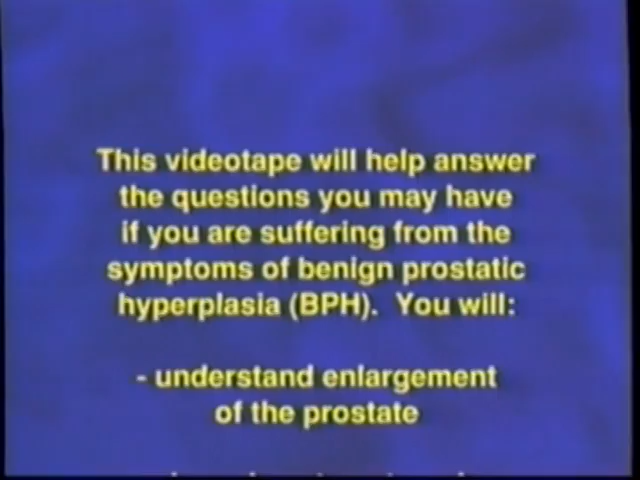 This videotape will help answer
the questions you may have
if you are suffering from the
symptoms of benign prostatic
hyperplasia (BPH).  You will:
- understand enlargement
of the prostate